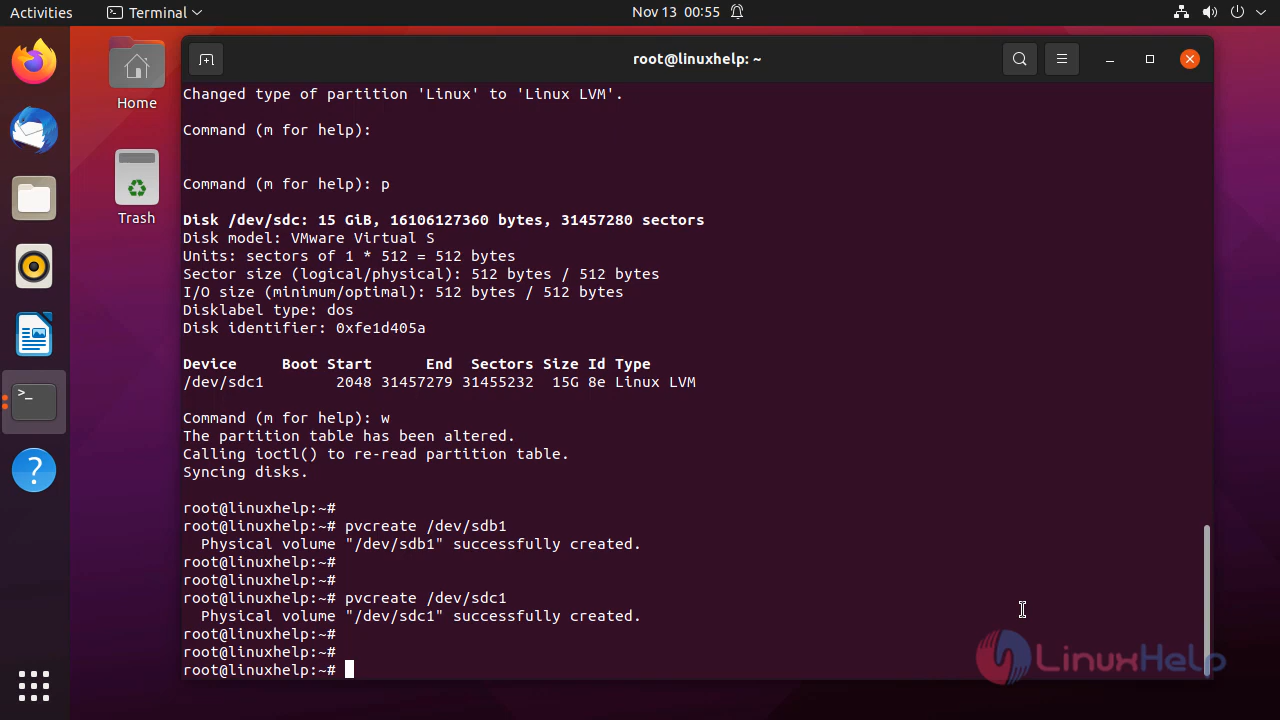 Activities
Terminal
Nov 13 00:55
root@linuxhelp: ~
Home
Trash
Changed type of partition 'Linux' to 'Linux LVM'.
Command (m for help):
Command (m for help): p
Disk /dev/sdc: 15 GiB, 16106127360 bytes, 31457280 sectors
Disk model: VMware Virtual S
Units: sectors of 1 * 512 = 512 bytes
Sector size (logical/physical): 512 bytes / 512 bytes
I/O size (minimum/optimal): 512 bytes / 512 bytes
Disklabel type: dos
Disk identifier: 0xfe1d405a
Device     Boot Start      End  Sectors Size Id Type
/dev/sdc1        2048 31457279 31455232  15G 8e Linux LVM
Command (m for help): w
The partition table has been altered.
Calling ioctl() to re-read partition table.
Syncing disks.
root@linuxhelp:~#
root@linuxhelp:~# pvcreate /dev/sdb1
  Physical volume "/dev/sdb1" successfully created.
root@linuxhelp:~#
root@linuxhelp:~#
root@linuxhelp:~# pvcreate /dev/sdc1
  Physical volume "/dev/sdc1" successfully created.
root@linuxhelp:~#
root@linuxhelp:~#
root@linuxhelp:~#
LinuxHelp